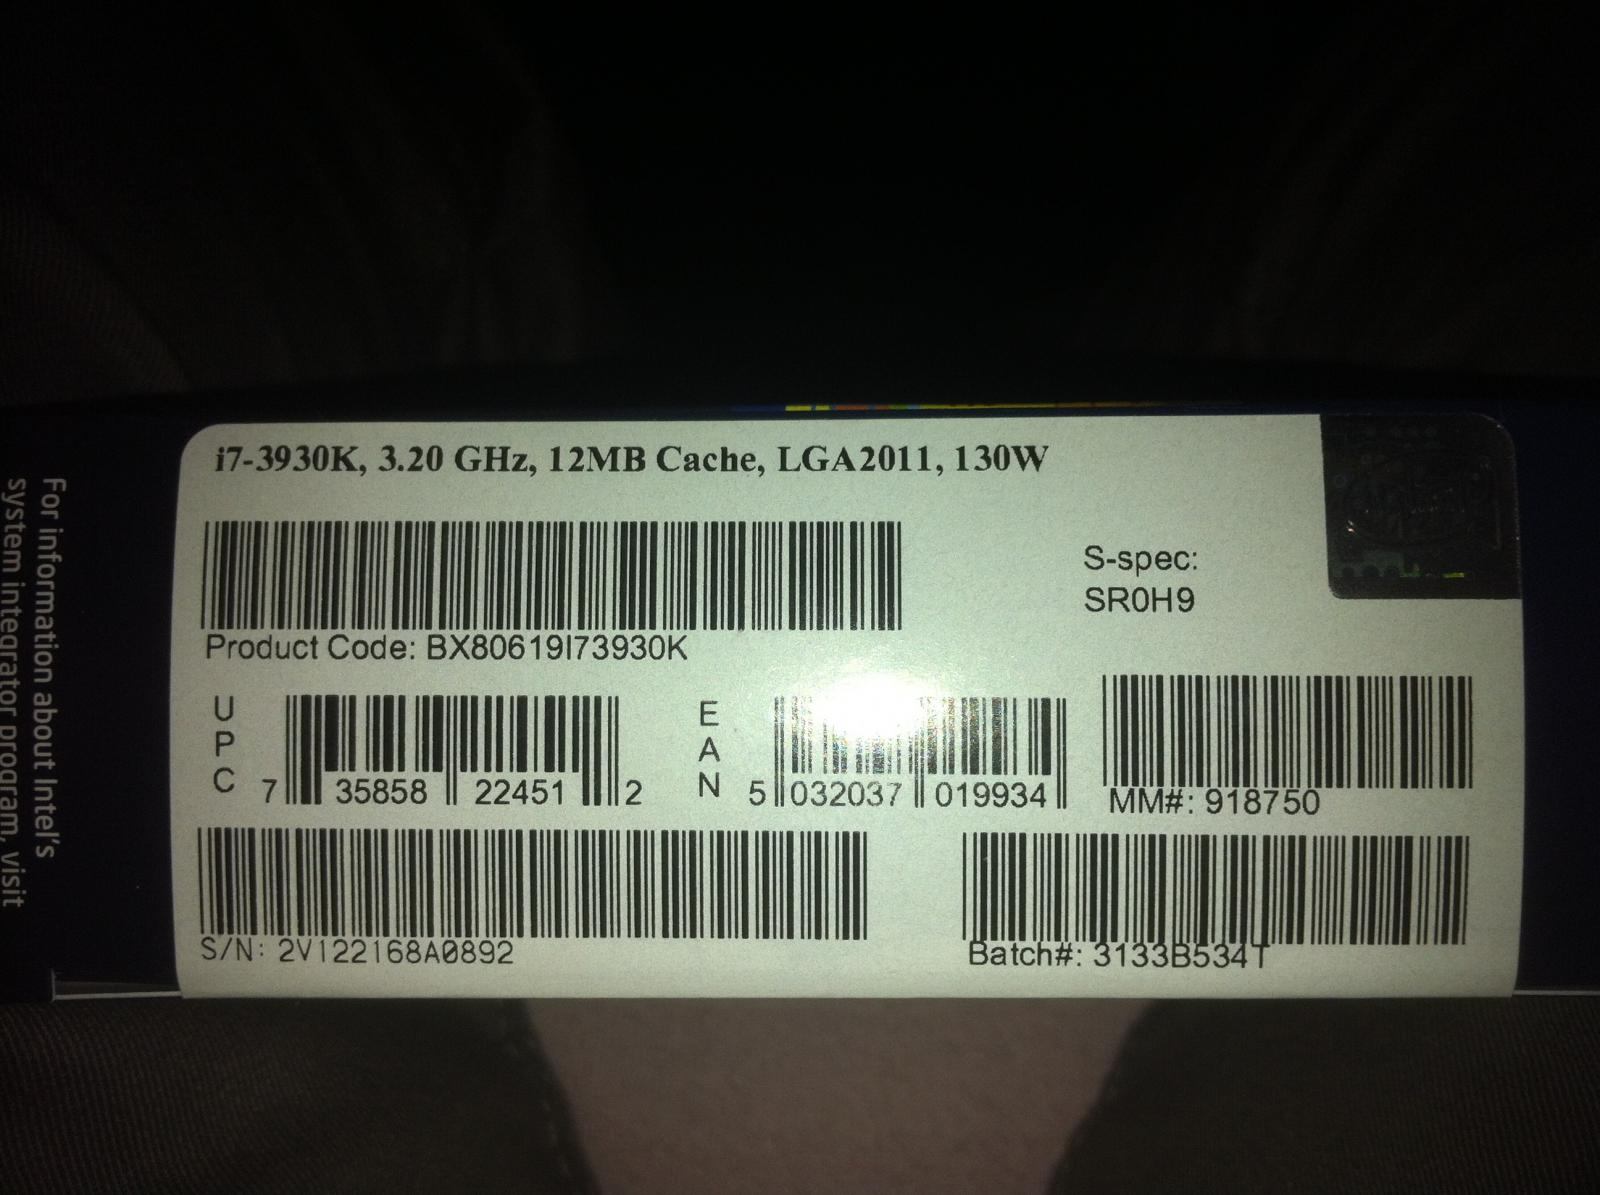 i7-3930K, 3.20 GHz, 12MB Cache, LGA2011, 130W
S-spec:
SR0H9
Product Code: BX80619I73930K
UPC
7 35858 22451 2
EAN
5 032037 019934
MM#: 918750
S/N: 2V122168A0892
Batch#: 3133B534T
For information about Intel's
system integrator program, visit